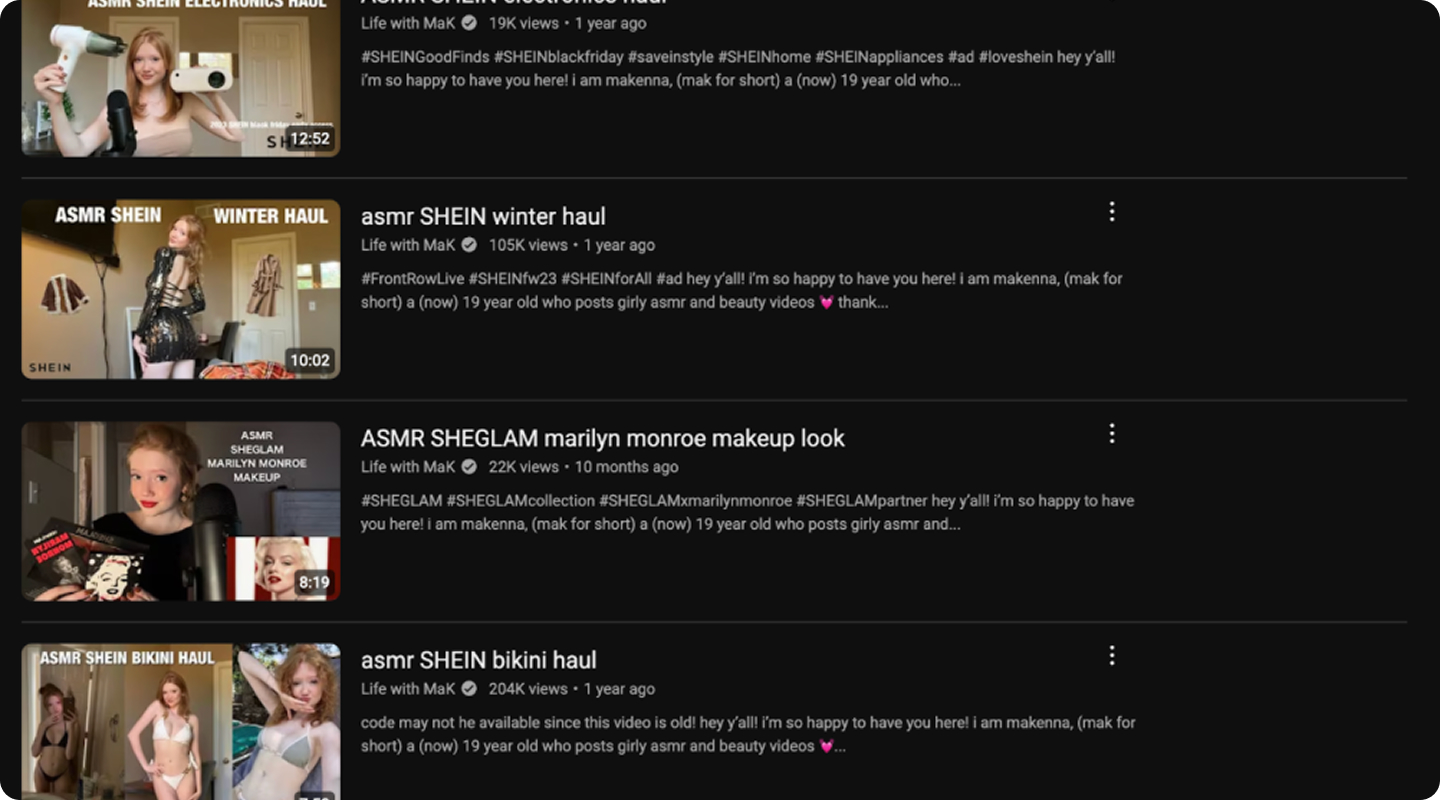 ASMR SHEIN ELECTRONICS HAUL
12:52
ASMR SHEIN electronics haul
Life with MaK 19K views • 1 year ago
#SHEINGoodFinds #SHEINblackfriday #saveinstyle #SHEINhome #SHEINappliances #ad #loveshein hey y'all!
i'm so happy to have you here! i am makenna, (mak for short) a (now) 19 year old who...
ASMR SHEIN WINTER HAUL
SHEIN
10:02
asmr SHEIN winter haul
Life with MaK 105K views • 1 year ago
#FrontRowLive #SHEINfw23 #SHEINforAll #ad hey y'all! i'm so happy to have you here! i am makenna, (mak for
short) a (now) 19 year old who posts girly asmr and beauty videos 💓 thank...
ASMR
SHEGLAM
MARILYN MONROE
MAKEUP
8:19
ASMR SHEGLAM marilyn monroe makeup look
Life with MaK 22K views • 10 months ago
#SHEGLAM #SHEGLAMcollection #SHEGLAMxmarilynmonroe #SHEGLAMpartner hey y'all! i'm so happy to have
you here! i am makenna, (mak for short) a (now) 19 year old who posts girly asmr and...
ASMR SHEIN BIKINI HAUL
asmr SHEIN bikini haul
Life with MaK 204K views • 1 year ago
code may not he available since this video is old! hey y'all! i'm so happy to have you here! i am makenna, (mak for
short) a (now) 19 year old who posts girly asmr and beauty videos 💓...